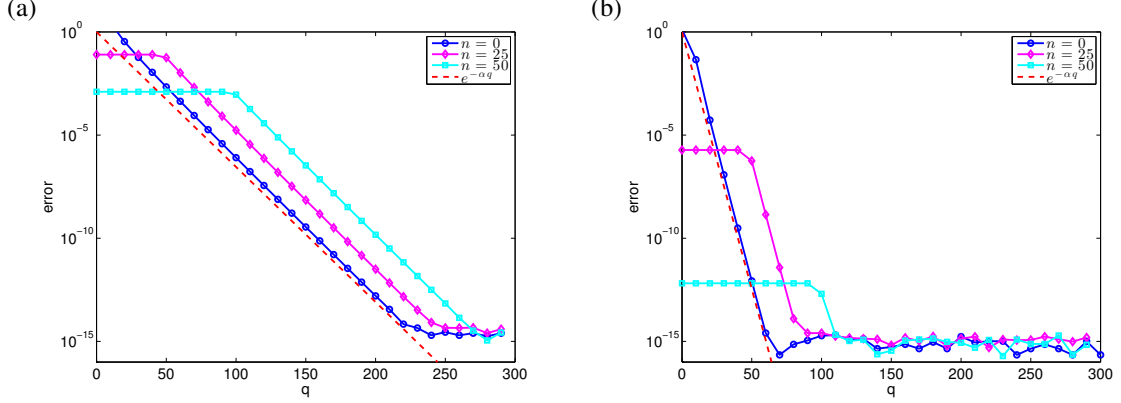 (a)
10^0
10^-5
10^-10
10^-15
error
0 50 100 150 200 250 300
q
n = 0
n = 25
n = 50
e^{-αq}
(b)
10^0
10^-5
10^-10
10^-15
error
0 50 100 150 200 250 300
q
n = 0
n = 25
n = 50
e^{-αq}